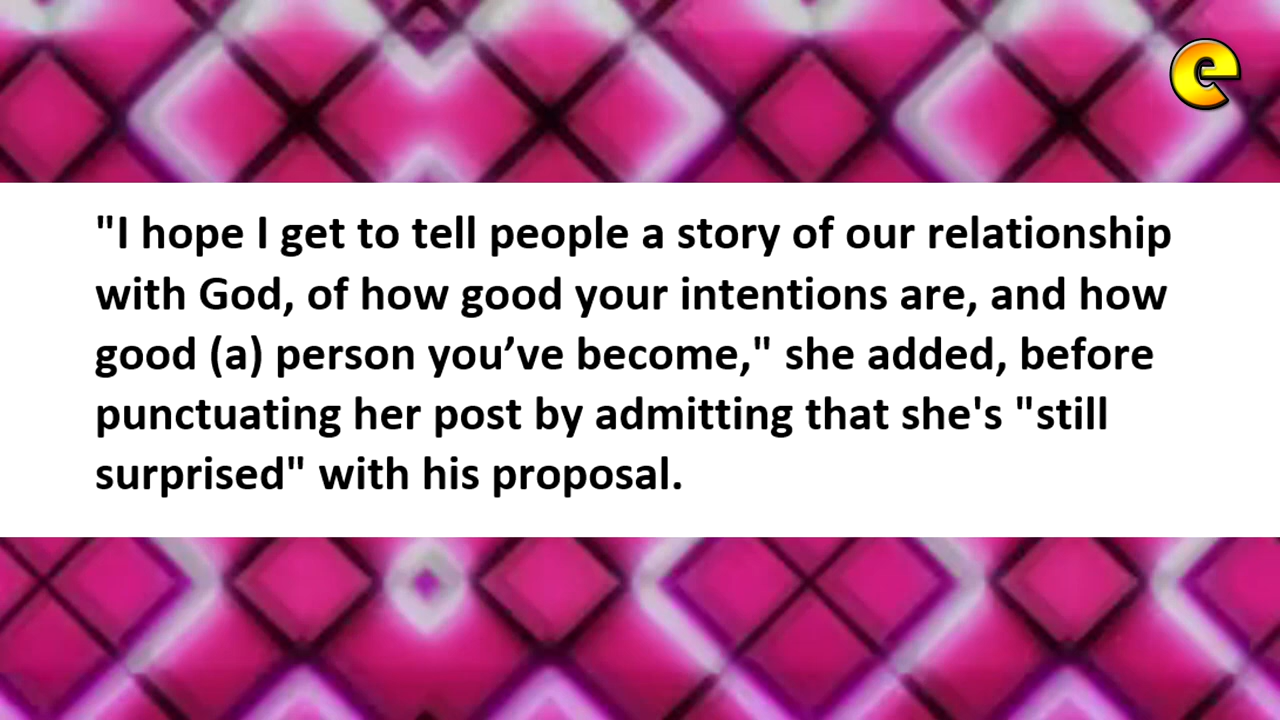 e
"I hope I get to tell people a story of our relationship
with God, of how good your intentions are, and how
good (a) person you’ve become," she added, before
punctuating her post by admitting that she's "still
surprised" with his proposal.